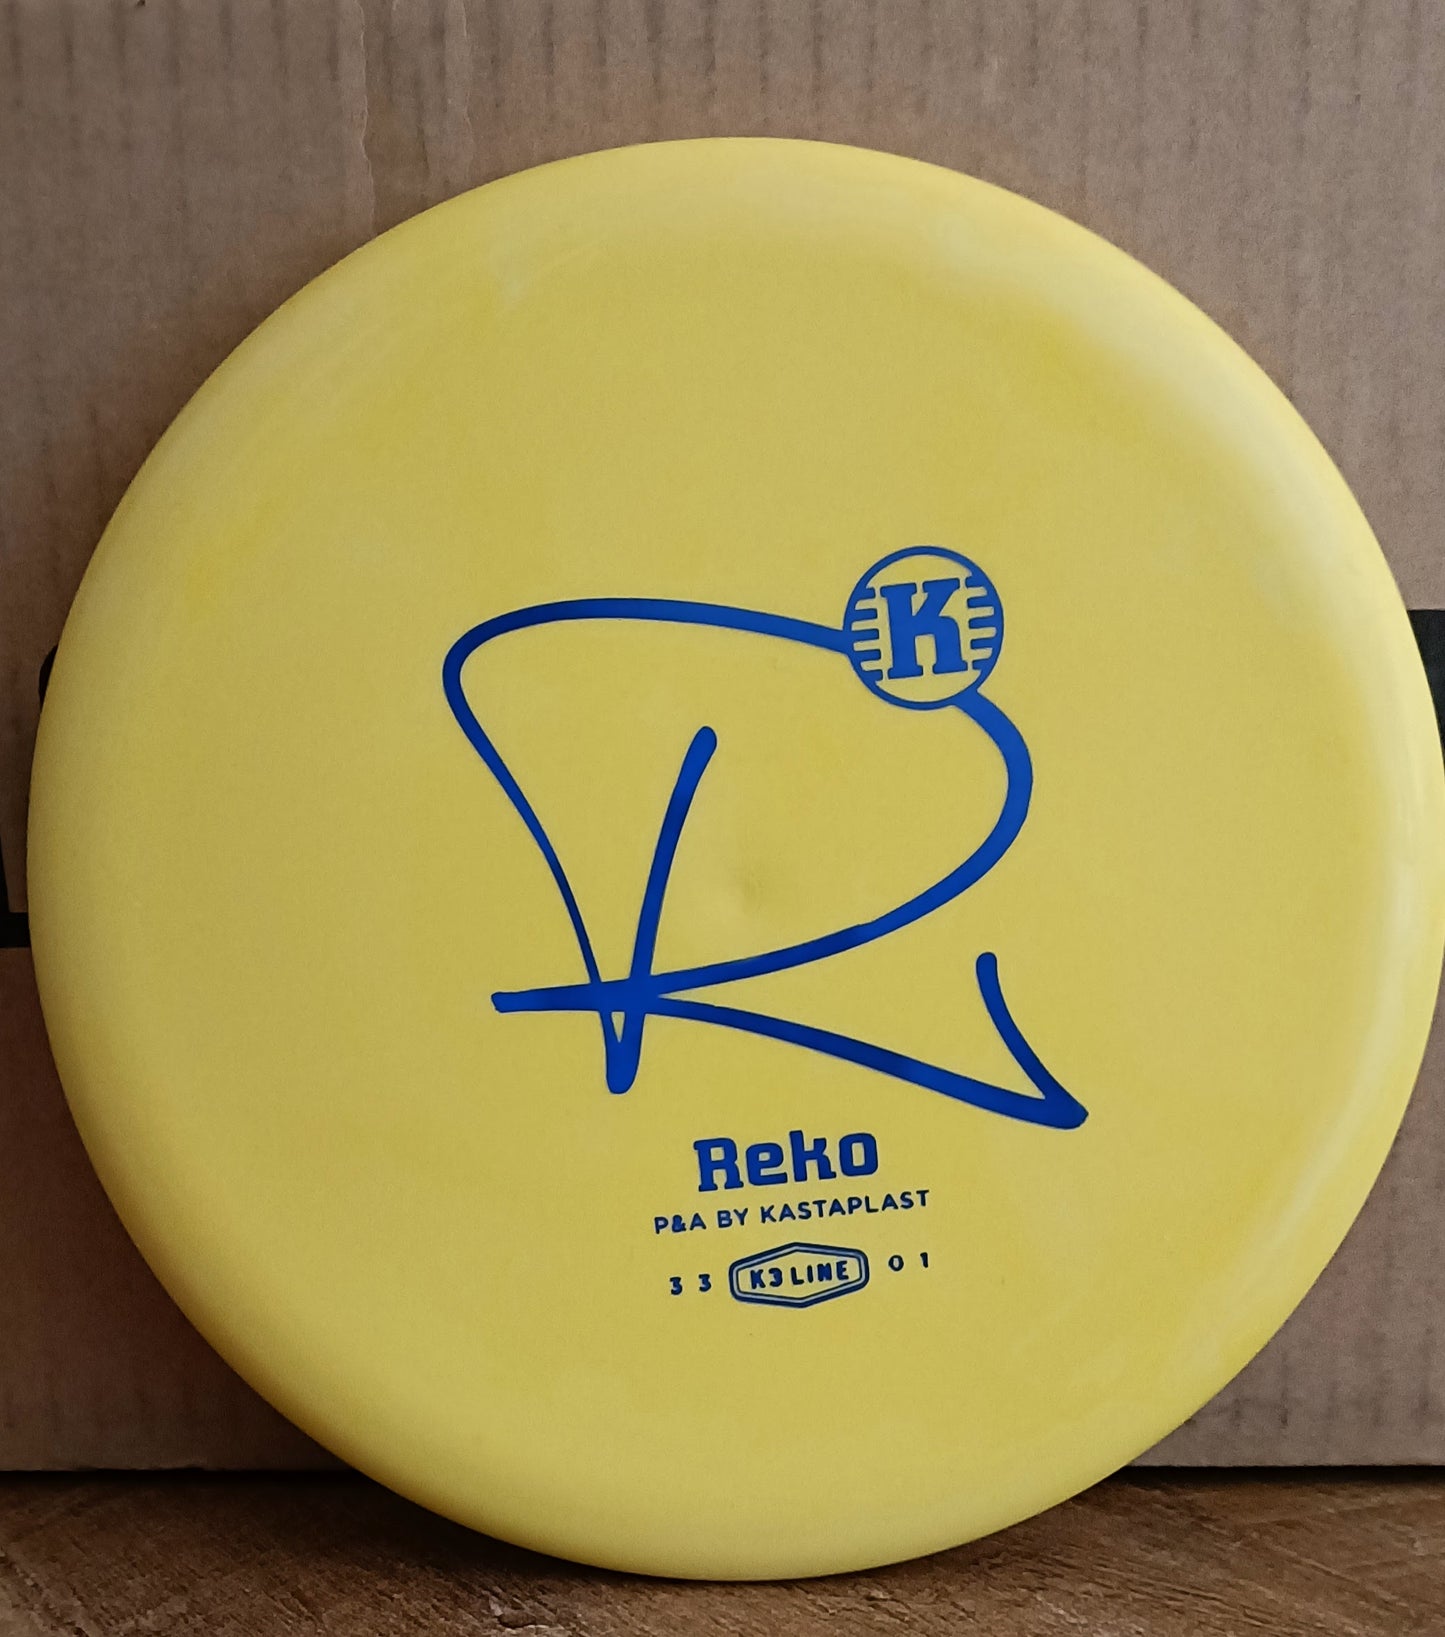 K
R
Reko
P&A BY KASTAPLAST
3 3 K3 LINE 0 1